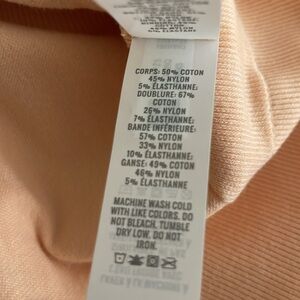 CORPS: 50% COTON
45% NYLON
5% ÉLASTHANNE;
DOUBLURE: 67%
COTON
26% NYLON
7% ÉLASTHANNE;
BANDE INFÉRIEURE:
57% COTON
33% NYLON
10% ÉLASTHANNE;
GANSE: 49% COTON
46% NYLON
5% ÉLASTHANNE
MACHINE WASH COLD
WITH LIKE COLORS. DO
NOT BLEACH. TUMBLE
DRY LOW. DO NOT
IRON.